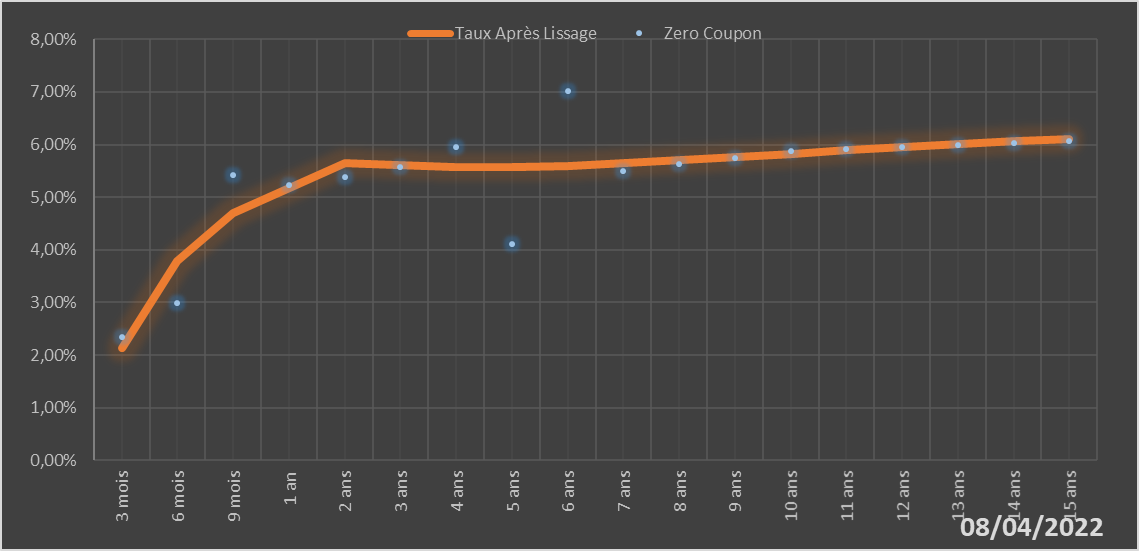 Taux Après Lissage
Zero Coupon
8,00%
7,00%
6,00%
5,00%
4,00%
3,00%
2,00%
1,00%
0,00%
3 mois
6 mois
9 mois
1 an
2 ans
3 ans
4 ans
5 ans
6 ans
7 ans
8 ans
9 ans
10 ans
11 ans
12 ans
13 ans
14 ans
15 ans
08/04/2022